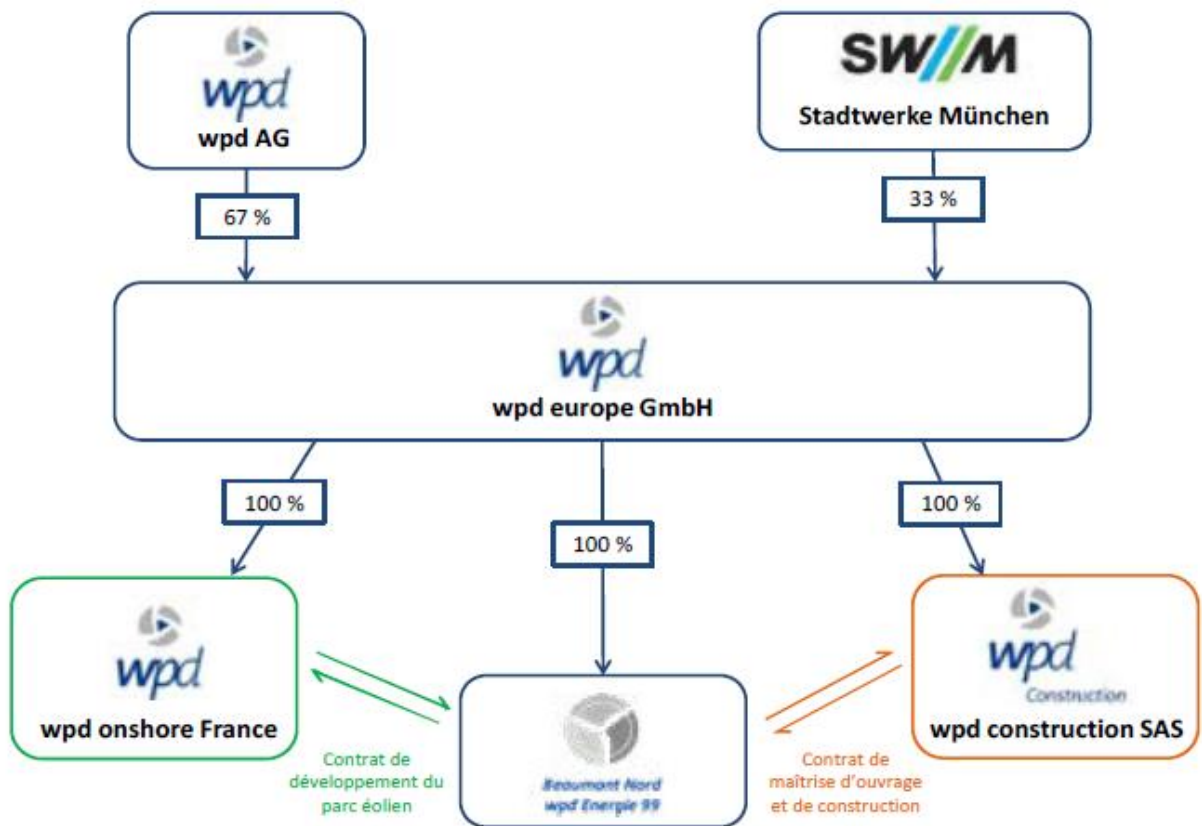 wpd
wpd AG
SW//M
Stadtwerke München
67 %
33 %
wpd
wpd europe GmbH
100 %
100 %
100 %
wpd
wpd onshore France
wpd
Construction
wpd construction SAS
Contrat de
développement du
parc éolien
Beaumont Nord
wpd Energie 99
Contrat de
maîtrise d'ouvrage
et de construction